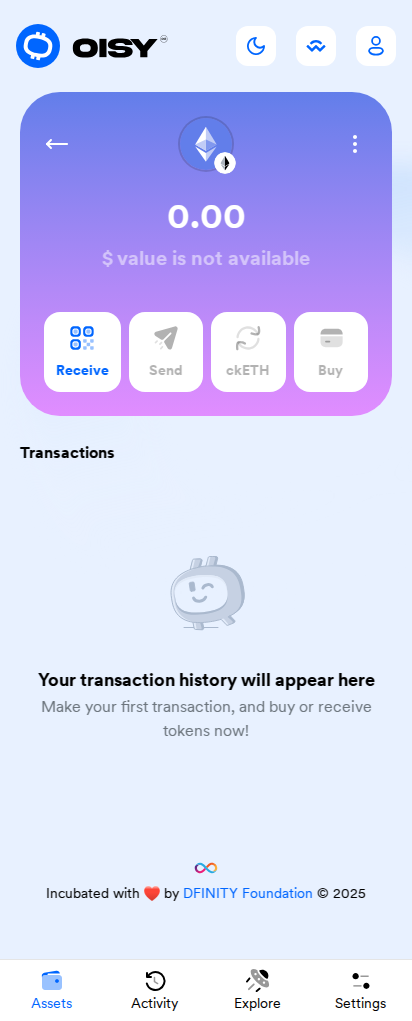 OISY
0.00
$ value is not available
Receive
Send
ckETH
Buy
Transactions
Your transaction history will appear here
Make your first transaction, and buy or receive
tokens now!
Incubated with ❤️ by DFINITY Foundation © 2025
Assets
Activity
Explore
Settings